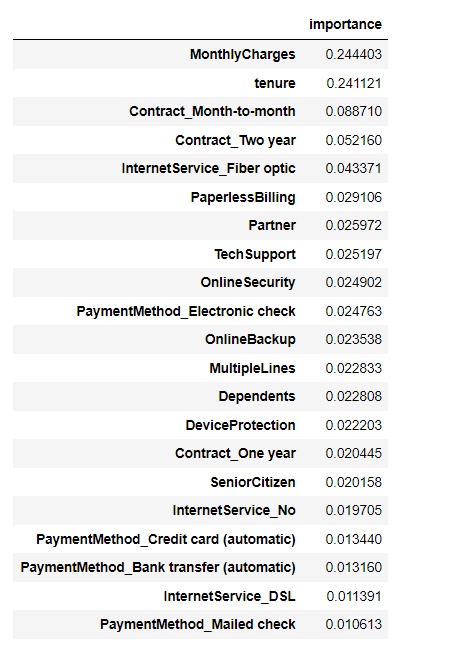 importance
MonthlyCharges 0.244403
tenure 0.241121
Contract_Month-to-month 0.088710
Contract_Two year 0.052160
InternetService_Fiber optic 0.043371
PaperlessBilling 0.029106
Partner 0.025972
TechSupport 0.025197
OnlineSecurity 0.024902
PaymentMethod_Electronic check 0.024763
OnlineBackup 0.023538
MultipleLines 0.022833
Dependents 0.022808
DeviceProtection 0.022203
Contract_One year 0.020445
SeniorCitizen 0.020158
InternetService_No 0.019705
PaymentMethod_Credit card (automatic) 0.013440
PaymentMethod_Bank transfer (automatic) 0.013160
InternetService_DSL 0.011391
PaymentMethod_Mailed check 0.010613